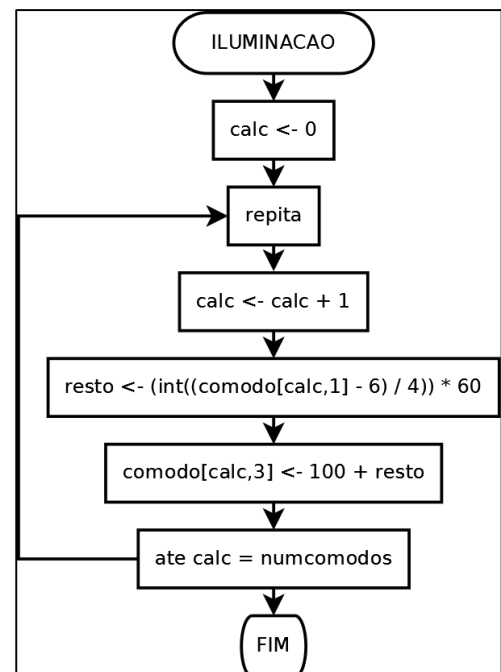 ILUMINACAO
calc <- 0
repita
calc <- calc + 1
resto <- (int((comodo[calc,1] - 6) / 4)) * 60
comodo[calc,3] <- 100 + resto
ate calc = numcomodos
FIM